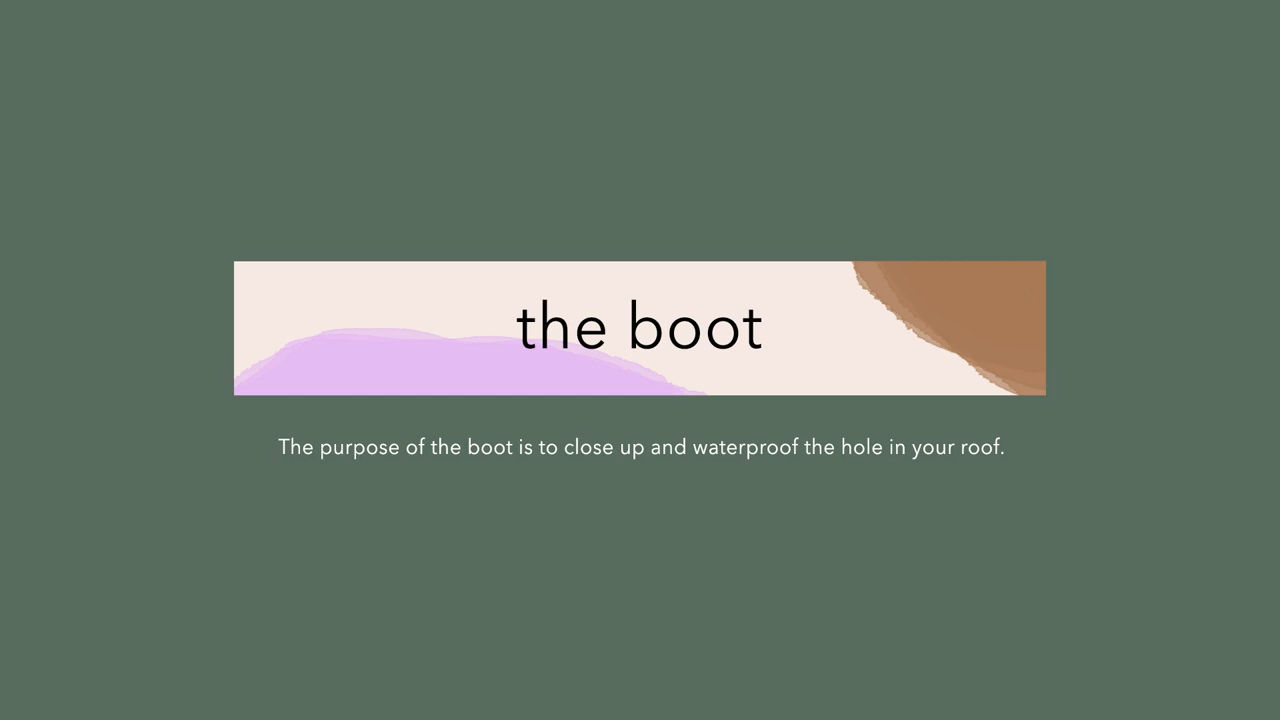 the boot
The purpose of the boot is to close up and waterproof the hole in your roof.